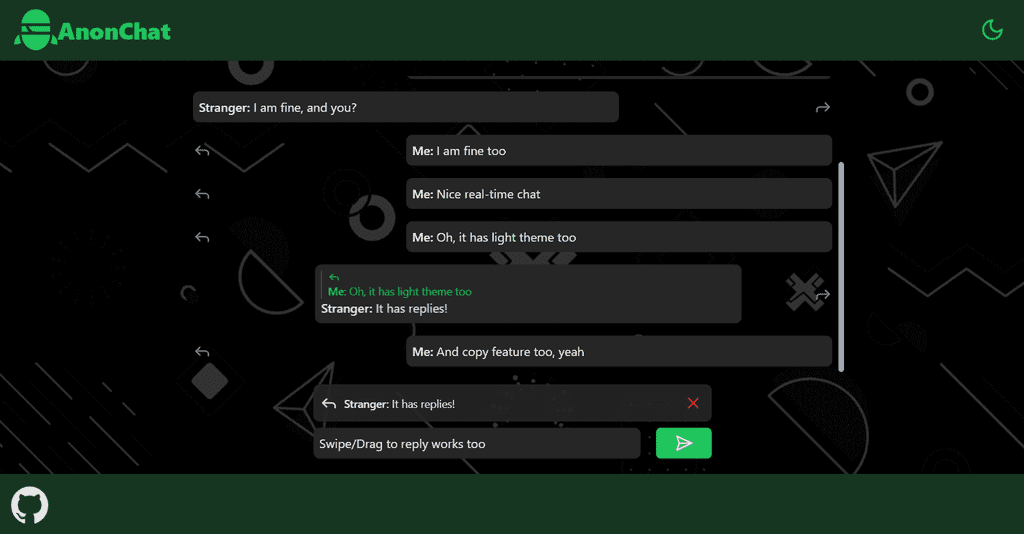 AnonChat
Stranger: I am fine, and you?
Me: I am fine too
Me: Nice real-time chat
Me: Oh, it has light theme too
Me: Oh, it has light theme too
Stranger: It has replies!
Me: And copy feature too, yeah
Stranger: It has replies!
Swipe/Drag to reply works too